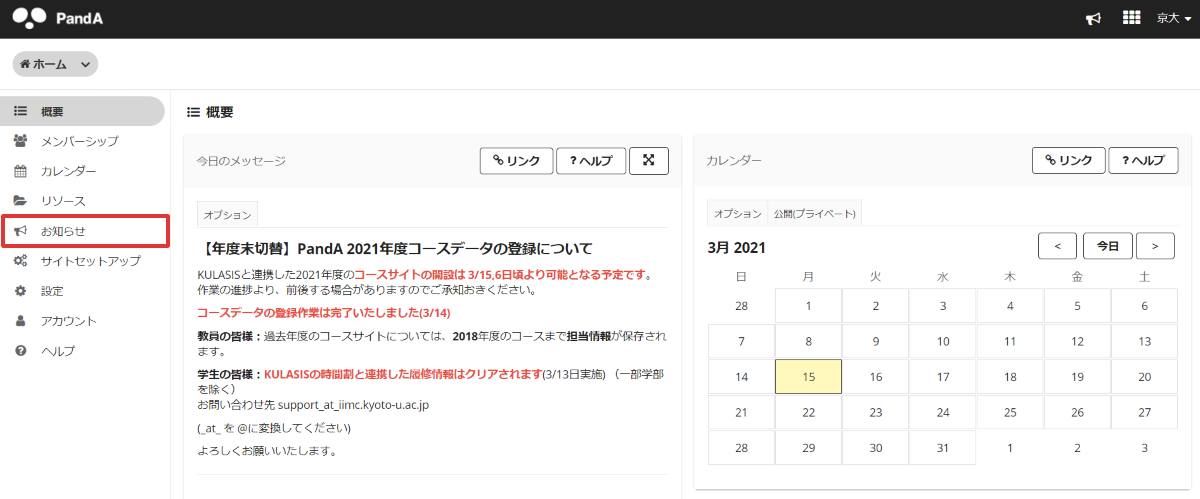 PandA
京大
ホーム
概要
メンバーシップ
カレンダー
リソース
お知らせ
サイトセットアップ
設定
アカウント
ヘルプ
概要
今日のメッセージ
リンク
? ヘルプ
オプション
【年度末切替】PandA 2021年度コースデータの登録について
KULASISと連携した2021年度のコースサイトの開設は 3/15,6日頃より可能となる予定です。
作業の進捗より、前後する場合がありますのでご承知おきください。
コースデータの登録作業は完了いたしました(3/14)
教員の皆様：過去年度のコースサイトについては、2018年度のコースまで担当情報が保存され
ます。
学生の皆様：KULASISの時間割と連携した履修情報はクリアされます(3/13日実施) （一部学部
を除く）
お問い合わせ先 support_at_iimc.kyoto-u.ac.jp
(_at_ を @に変換してください)
よろしくお願いいたします。
カレンダー
リンク
? ヘルプ
オプション 公開(プライベート)
3月 2021
< 今日 >
日 月 火 水 木 金 土
28 1 2 3 4 5 6
7 8 9 10 11 12 13
14 15 16 17 18 19 20
21 22 23 24 25 26 27
28 29 30 31 1 2 3